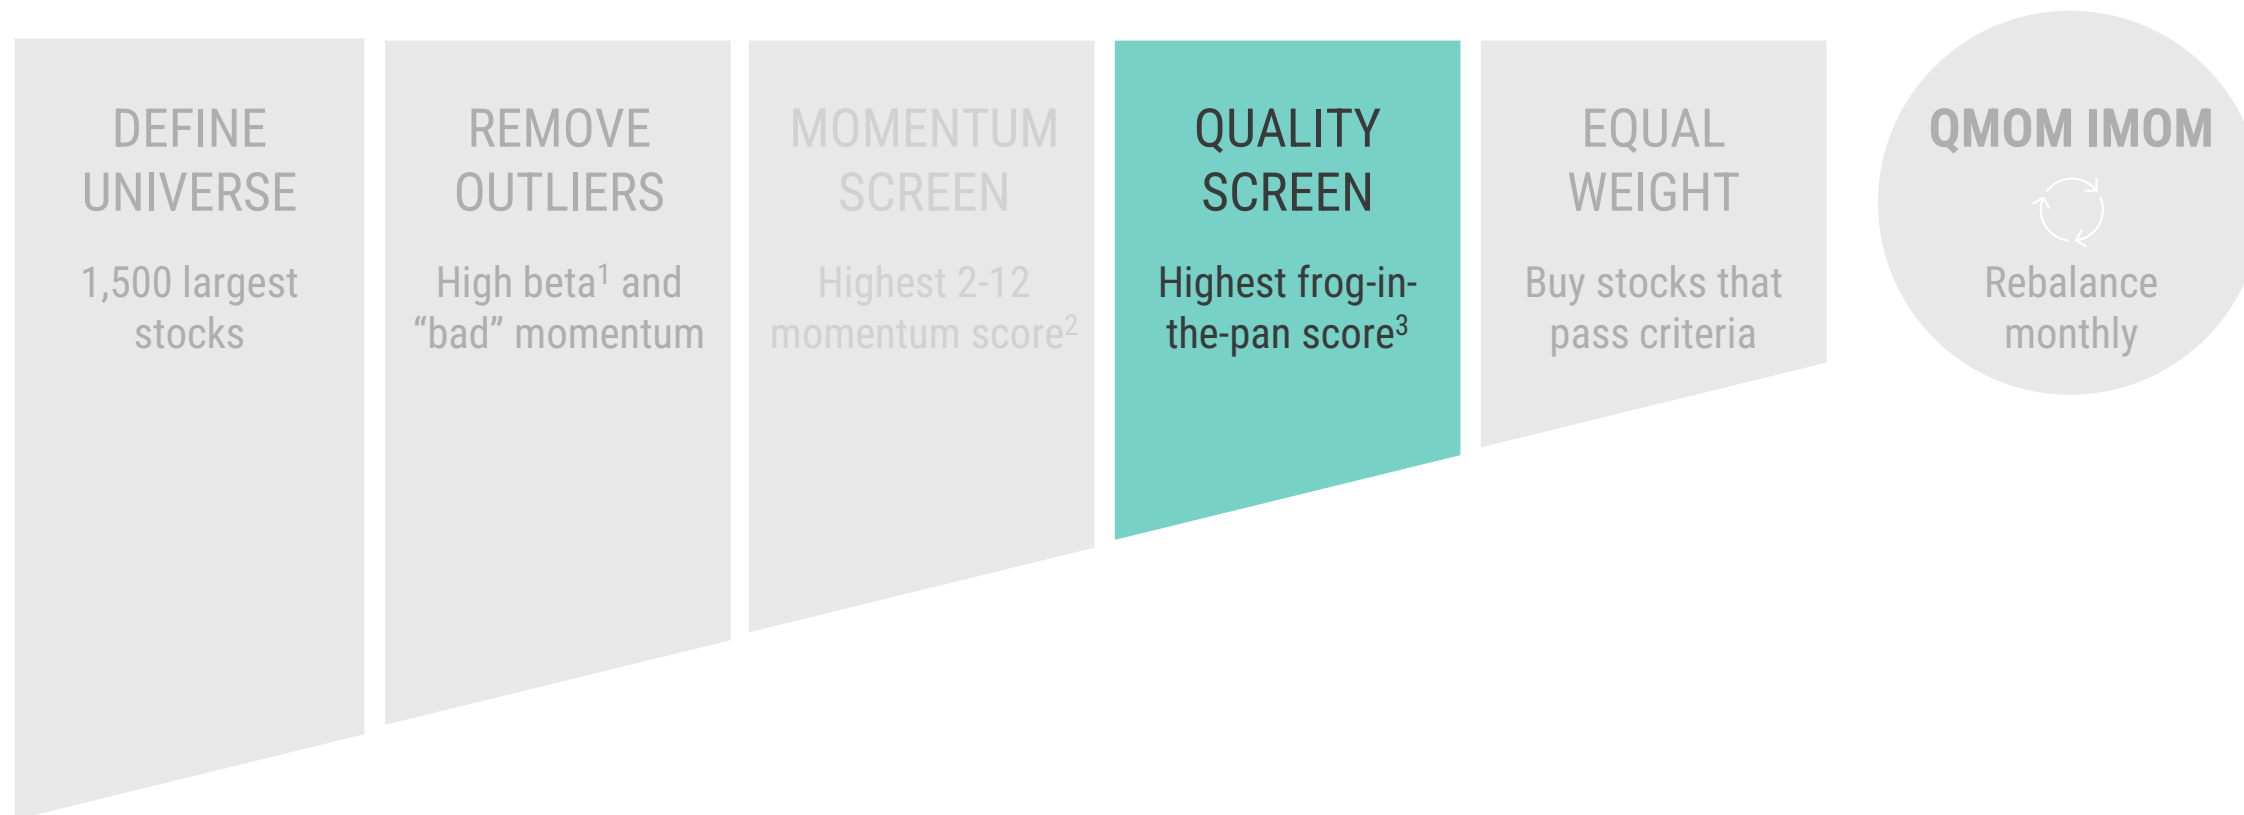 DEFINE
UNIVERSE
1,500 largest
stocks
REMOVE
OUTLIERS
High beta¹ and
“bad” momentum
MOMENTUM
SCREEN
Highest 2-12
momentum score²
QUALITY
SCREEN
Highest frog-in-
the-pan score³
EQUAL
WEIGHT
Buy stocks that
pass criteria
QMOM IMOM
Rebalance
monthly